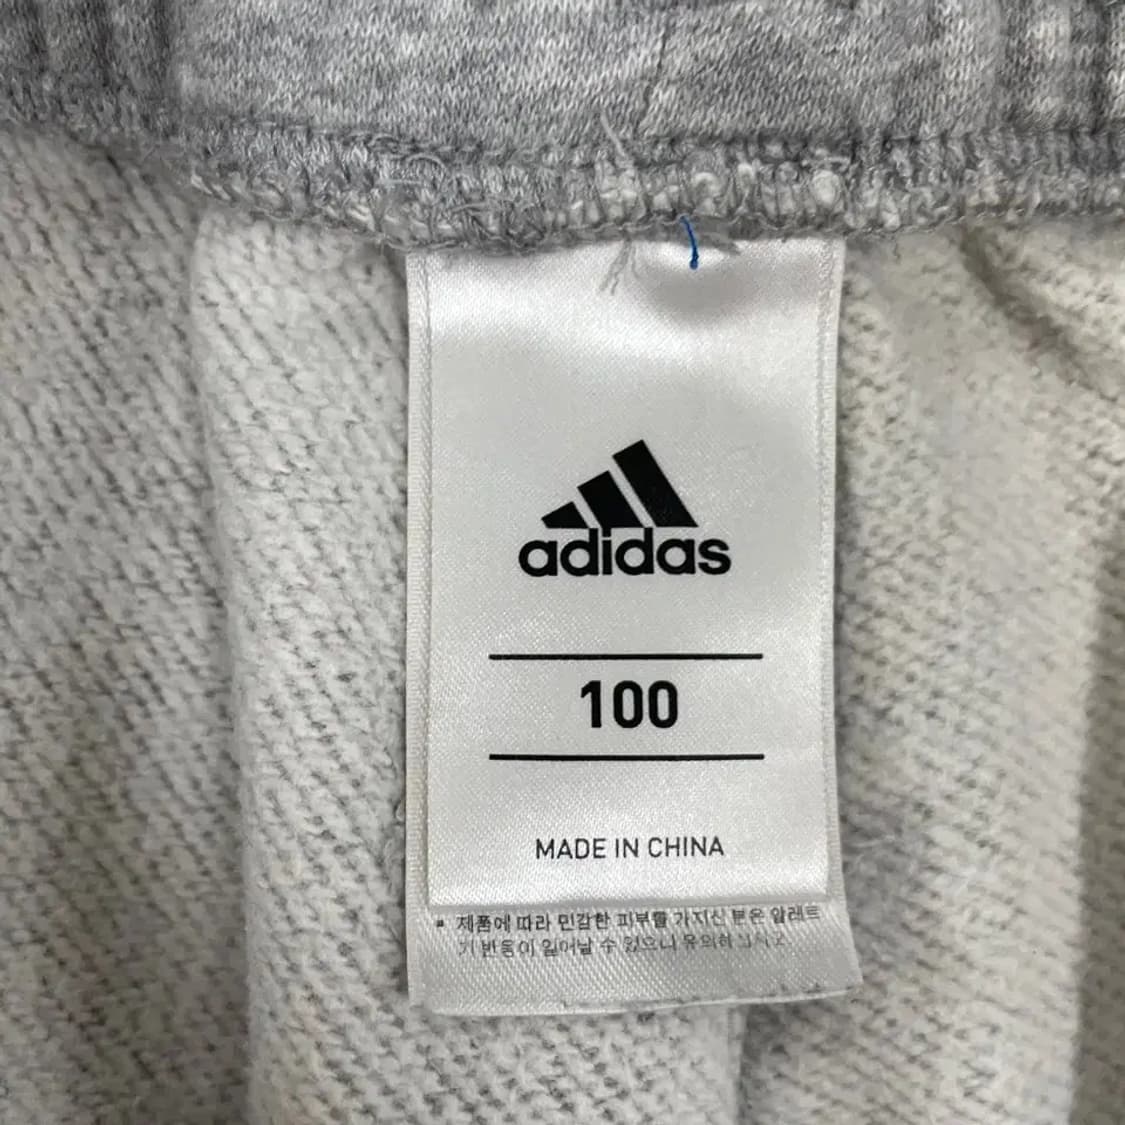 adidas
100
MADE IN CHINA
* 제품에 따라 민감한 피부를 가지신 분은 알레르
기 반응이 일어날 수 있으니 유의하십시오.